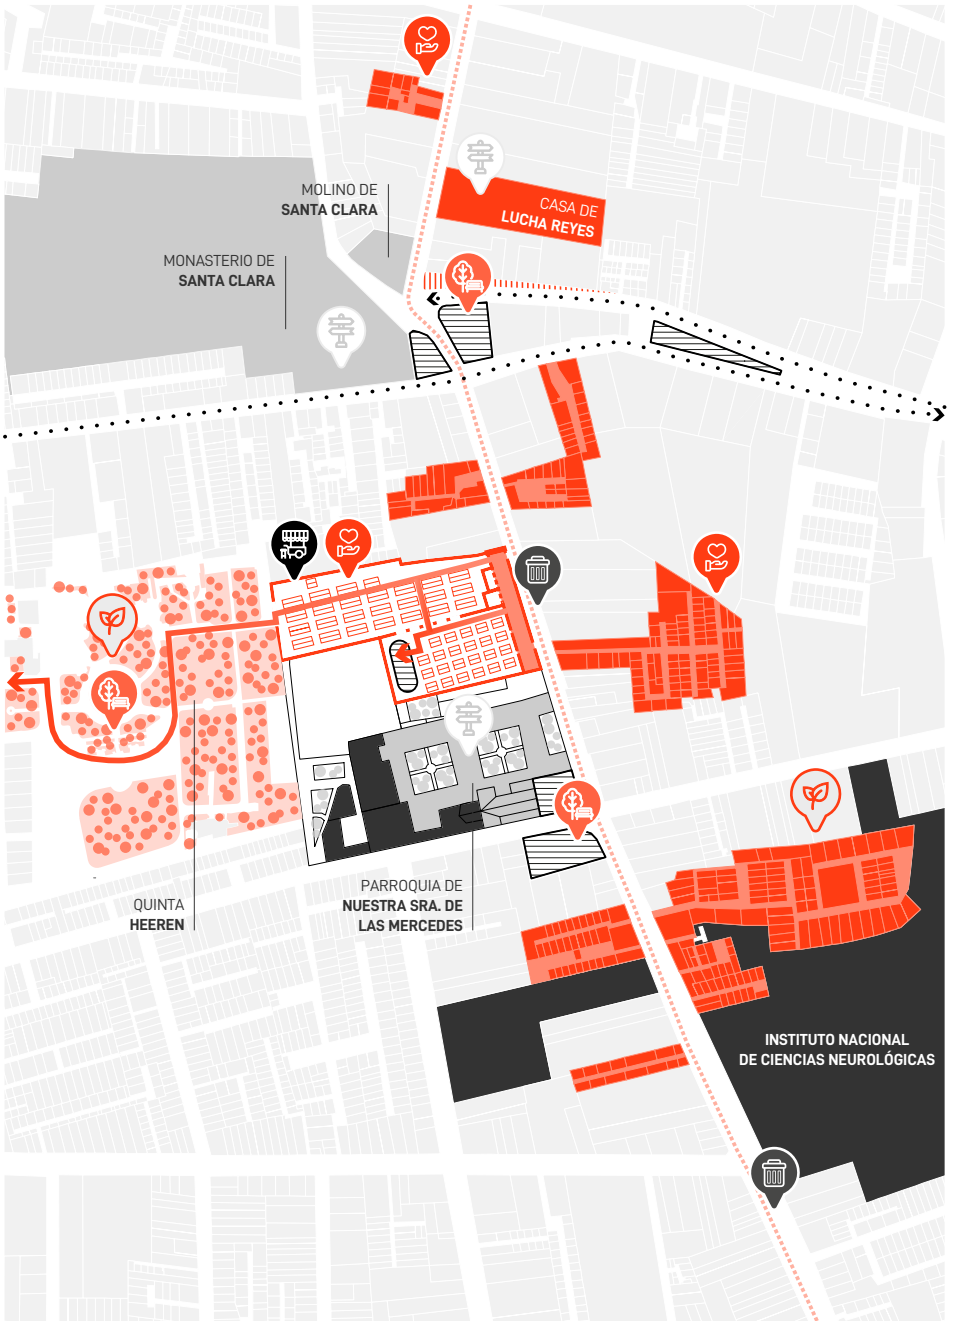 MOLINO DE
SANTA CLARA
CASA DE
LUCHA REYES
MONASTERIO DE
SANTA CLARA
QUINTA
HEEREN
PARROQUIA DE
NUESTRA SRA. DE
LAS MERCEDES
INSTITUTO NACIONAL
DE CIENCIAS NEUROLÓGICAS